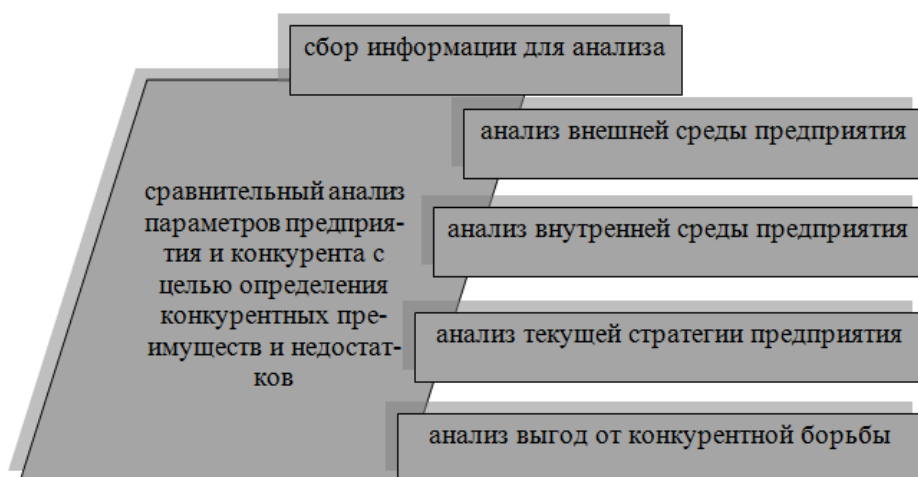 сбор информации для анализа
анализ внешней среды предприятия
сравнительный анализ
параметров предприя-
тия и конкурента с
целью определения
конкурентных пре-
имуществ и недостат-
ков
анализ внутренней среды предприятия
анализ текущей стратегии предприятия
анализ выгод от конкурентной борьбы